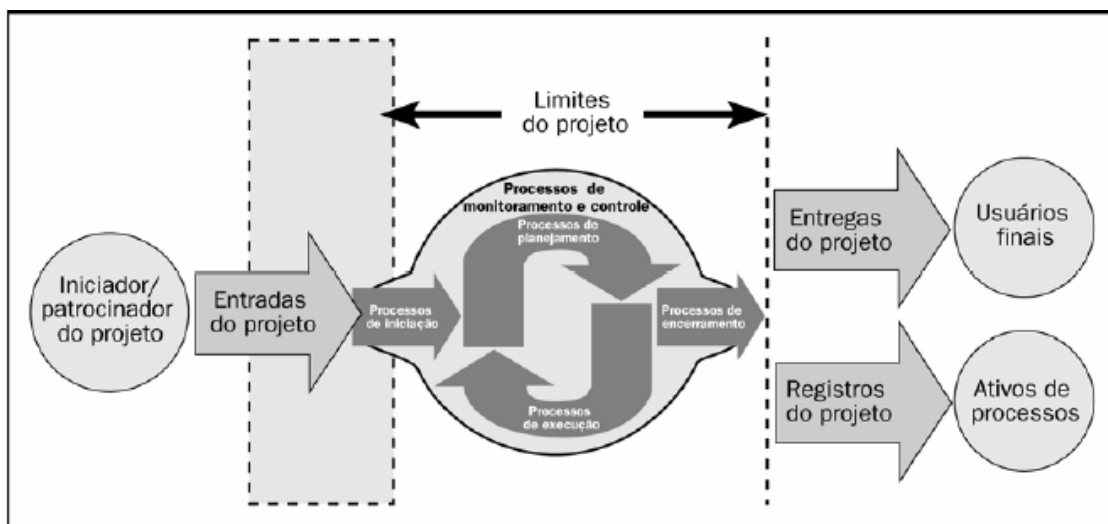 Limites
do projeto
Processos de
monitoramento e controle
Processos de
planejamento
Iniciador/
patrocinador
do projeto
Entradas
do projeto
Processos
de iniciação
Processos de
encerramento
Processos
de execução
Entregas
do projeto
Usuários
finais
Registros
do projeto
Ativos de
processos